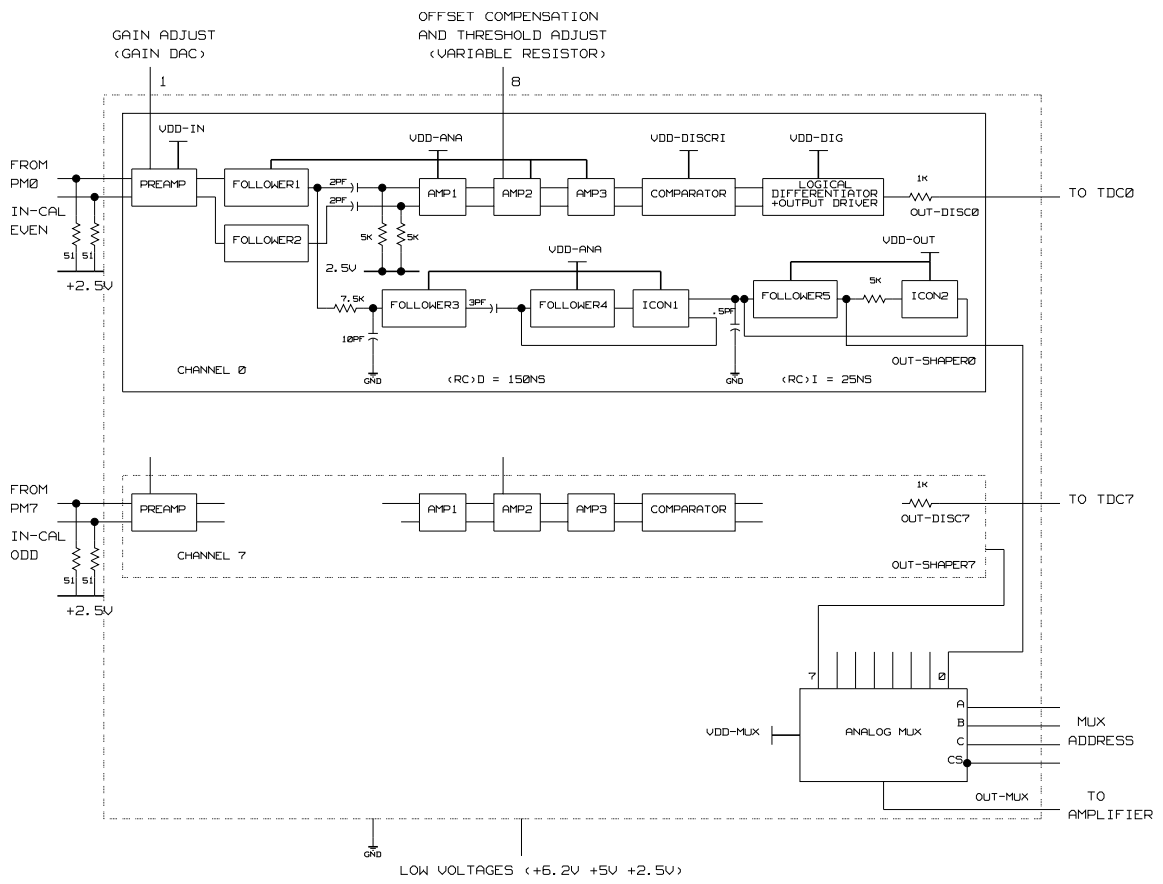 OFFSET COMPENSATION
AND THRESHOLD ADJUST
(VARIABLE RESISTOR)
GAIN ADJUST
(GAIN DAC)
1
8
VDD-IN
VDD-ANA
VDD-DISCRI
VDD-DIG
FROM
PM0
IN-CAL
EVEN
PREAMP
FOLLOWER1
2PF
2PF
AMP1
AMP2
AMP3
COMPARATOR
LOGICAL
DIFFERENTIATOR
+OUTPUT DRIVER
1K
OUT-DISC0
TO TDC0
FOLLOWER2
51
51
+2.5V
5K
5K
2.5V
VDD-ANA
VDD-OUT
7.5K
FOLLOWER3
3PF
FOLLOWER4
ICON1
.5PF
FOLLOWER5
5K
ICON2
10PF
GND
GND
OUT-SHAPER0
CHANNEL 0
(RC)D = 150NS
(RC)I = 25NS
FROM
PM7
IN-CAL
ODD
PREAMP
AMP1
AMP2
AMP3
COMPARATOR
1K
OUT-DISC7
TO TDC7
51
51
+2.5V
CHANNEL 7
OUT-SHAPER7
7
0
VDD-MUX
ANALOG MUX
A
B
C
CS
MUX
ADDRESS
OUT-MUX
TO
AMPLIFIER
GND
LOW VOLTAGES (+6.2V +5V +2.5V)